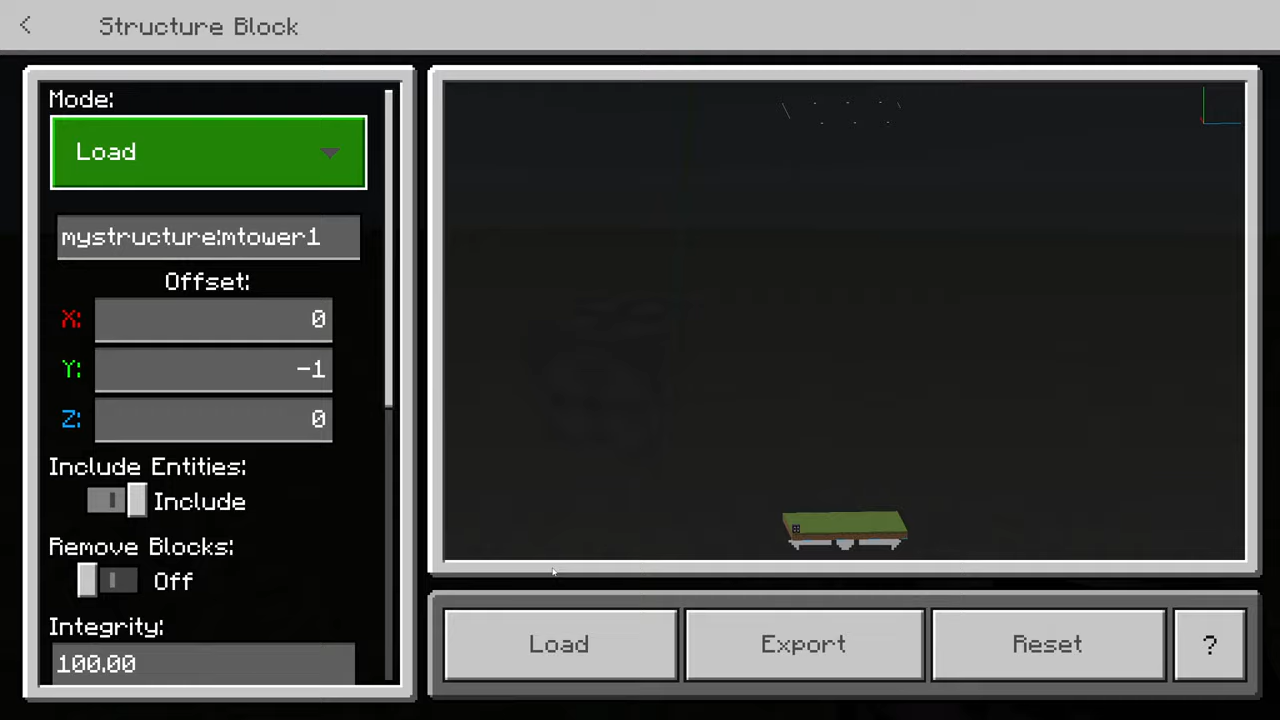 Structure Block
Mode:
Load
mystructure:mtower1
Offset:
X: 0
Y: -1
Z: 0
Include Entities:
Include
Remove Blocks:
Off
Integrity:
100.00
Load
Export
Reset
?